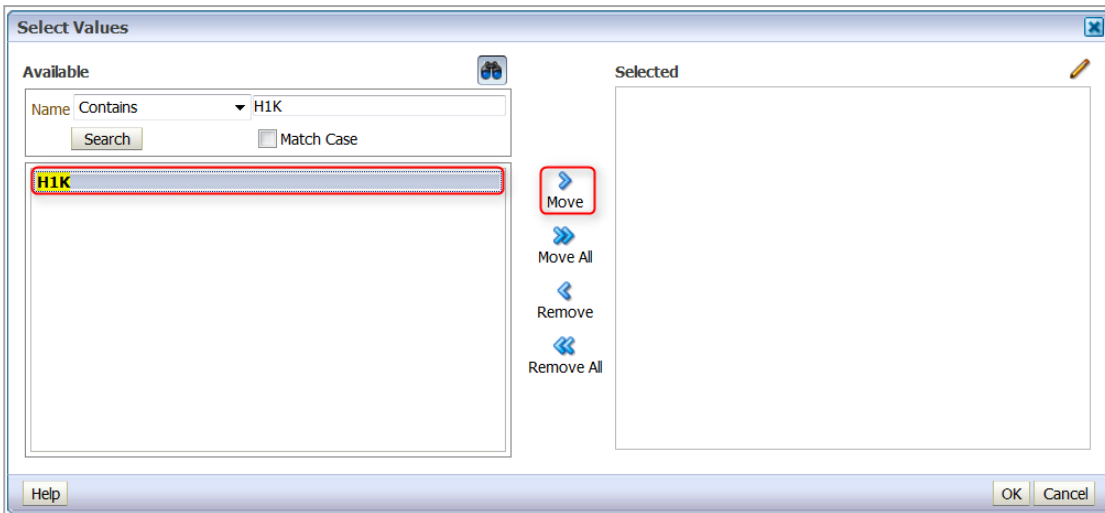 Select Values
Available
Selected
Name Contains H1K
Search Match Case
H1K
Move
Move All
Remove
Remove All
Help OK Cancel